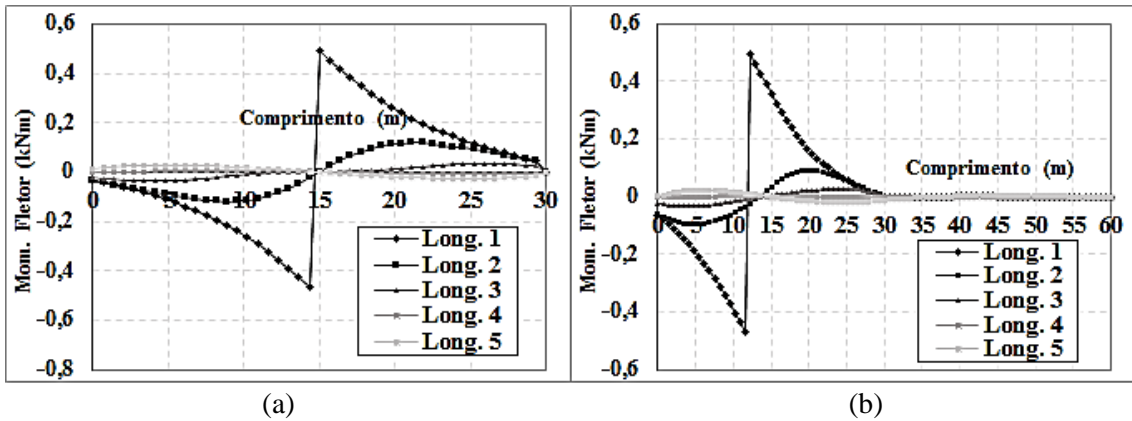 0,6
0,4
0,2
0
−0,2
−0,4
−0,6
−0,8
Mom. Fletor (kNm)
Comprimento (m)
0 5 10 15 20 25 30
Long. 1
Long. 2
Long. 3
Long. 4
Long. 5
(a)
0,6
0,4
0,2
0
−0,2
−0,4
−0,6
Mom. Fletor (kNm)
Comprimento (m)
0 5 10 15 20 25 30 35 40 45 50 55 60
Long. 1
Long. 2
Long. 3
Long. 4
Long. 5
(b)